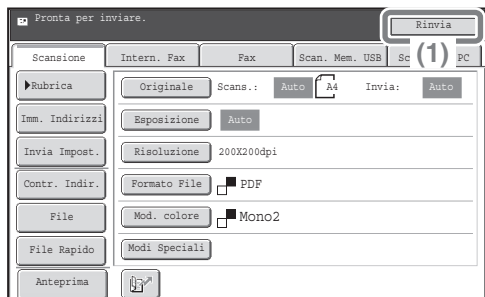 Pronta per inviare.
Rinvia
(1)
Scansione Intern. Fax Fax Scan. Mem. USB Sc PC
Rubrica Originale Scans.: Auto A4 Invia: Auto
Imm. Indirizzi Esposizione Auto
Invia Impost. Risoluzione 200X200dpi
Contr. Indir. Formato File PDF
File Mod. colore Mono2
File Rapido Modi Speciali
Anteprima